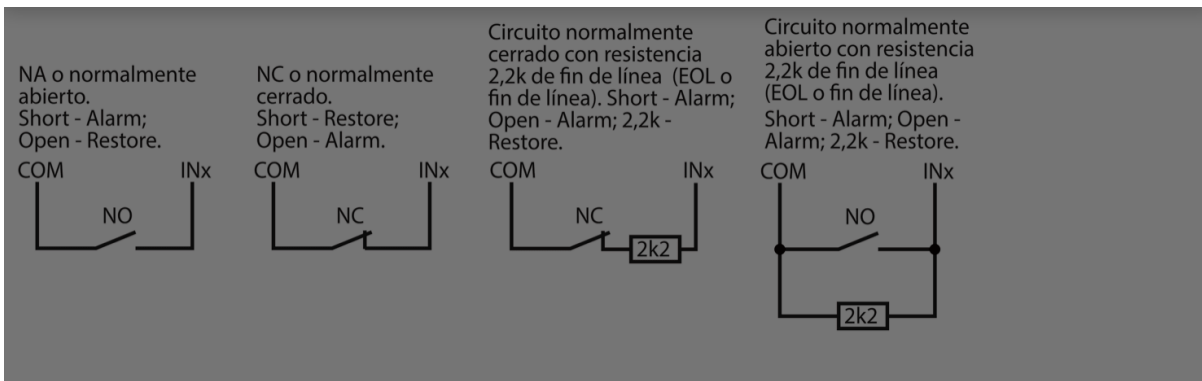 NA o normalmente
abierto.
Short - Alarm;
Open - Restore.
COM INx
NO
NC o normalmente
cerrado.
Short - Restore;
Open - Alarm.
COM INx
NC
Circuito normalmente
cerrado con resistencia
2,2k de fin de línea (EOL o
fin de línea). Short - Alarm;
Open - Alarm; 2,2k -
Restore.
COM INx
NC
2k2
Circuito normalmente
abierto con resistencia
2,2k de fin de línea
(EOL o fin de línea).
Short - Alarm; Open -
Alarm; 2,2k - Restore.
COM INx
NO
2k2